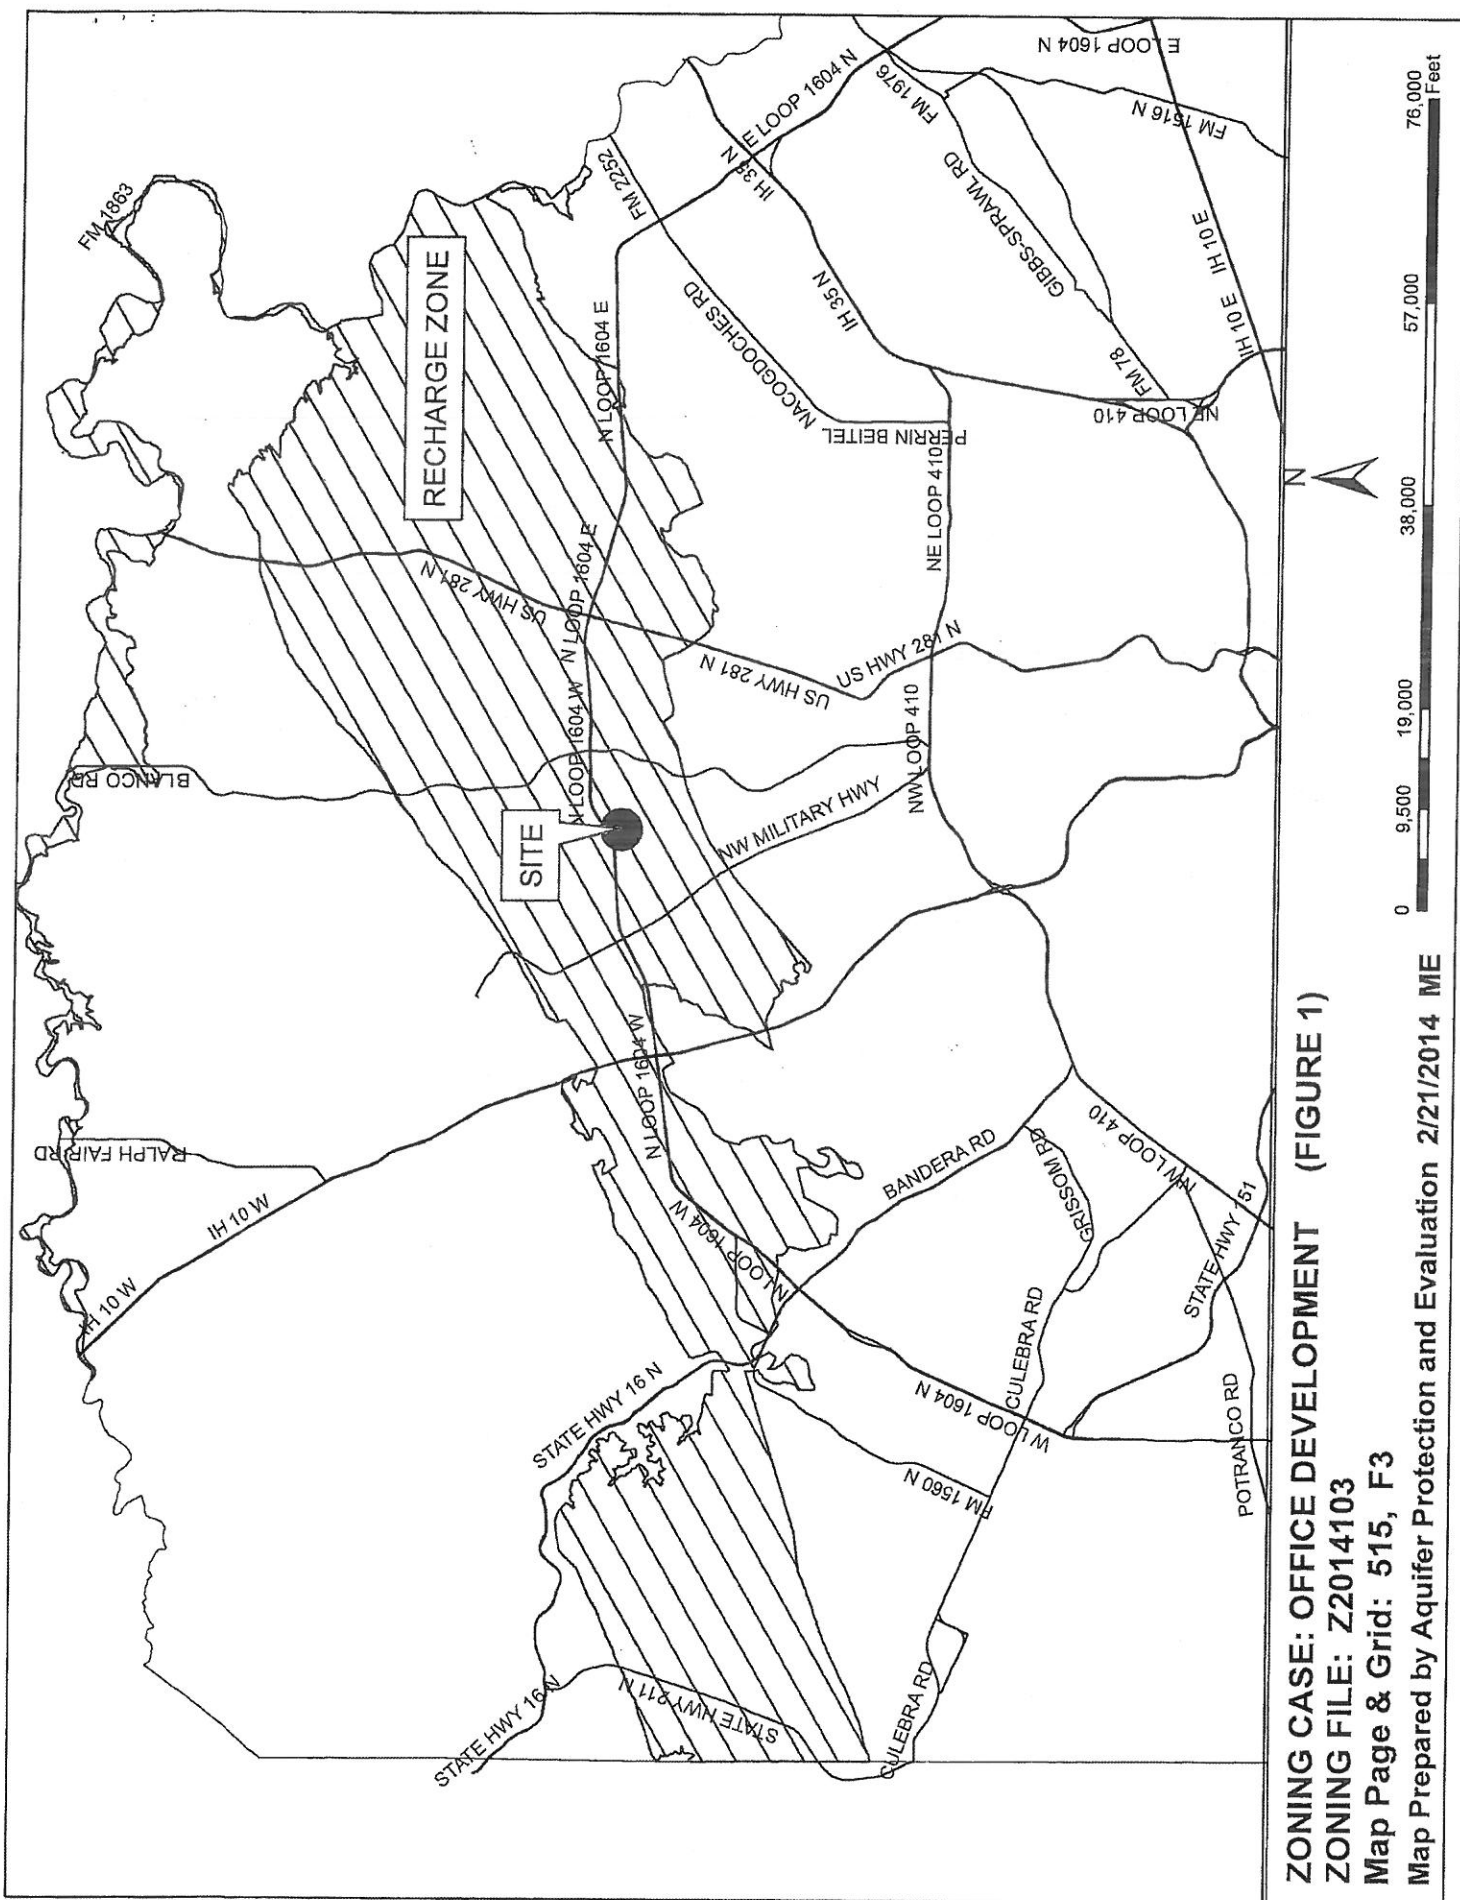 FM 1863
RECHARGE ZONE
BLANCO RD
RALPH FAIR RD
IH 10 W
IH 10 W
US HWY 281 N
N LOOP 1604 E
N LOOP 1604 E
N LOOP 1604 W
SITE
FM 2252
NE LOOP 1604 N
IH 35 N
E LOOP 1604 N
FM 1976
FM 1516 N
GIBBS-SPRAWL RD
NACOGDOCHES RD
IH 35 N
PERRIN BEITEL
FM 78
NE LOOP 410
IH 10 E
IH 10 E
NE LOOP 410
US HWY 281 N
US HWY 281 N
NW LOOP 410
NW MILITARY HWY
N LOOP 1604 W
N LOOP 1604 W
BANDERA RD
GRISSOM RD
NW LOOP 410
STATE HWY 151
CULEBRA RD
W LOOP 1604 N
POTRANCO RD
FM 1560 N
STATE HWY 16 N
STATE HWY 16 N
STATE HWY 211 N
CULEBRA RD
N
ZONING CASE: OFFICE DEVELOPMENT (FIGURE 1)
ZONING FILE: Z2014103
Map Page & Grid: 515, F3
Map Prepared by Aquifer Protection and Evaluation 2/21/2014 ME
0 9,500 19,000 38,000 57,000 76,000
Feet